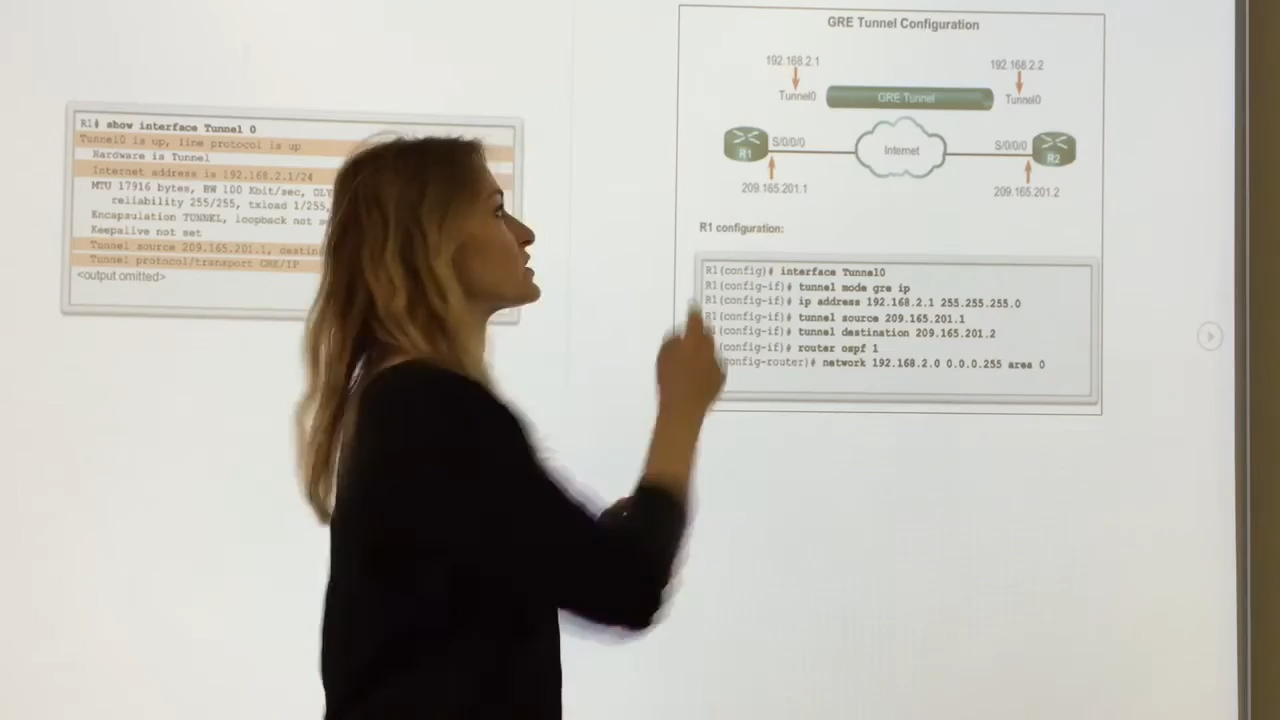 R1# show interface Tunnel 0
Tunnel0 is up, line protocol is up
Hardware is Tunnel
Internet address is 192.168.2.1/24
MTU 17916 bytes, BW 100 Kbit/sec, DLY
reliability 255/255, txload 1/255,
Encapsulation TUNNEL, loopback not
Keepalive not set
Tunnel source 209.165.201.1,
Tunnel protocol/transport GRE/IP
<output omitted>
GRE Tunnel Configuration
192.168.2.1
192.168.2.2
Tunnel0
GRE Tunnel
Tunnel0
S/0/0/0
S/0/0/0
R1
Internet
R2
209.165.201.1
209.165.201.2
R1 configuration:
R1(config)# interface Tunnel0
R1(config-if)# tunnel mode gre ip
R1(config-if)# ip address 192.168.2.1 255.255.255.0
R1(config-if)# tunnel source 209.165.201.1
(config-if)# tunnel destination 209.165.201.2
(config-if)# router ospf 1
(config-router)# network 192.168.2.0 0.0.0.255 area 0